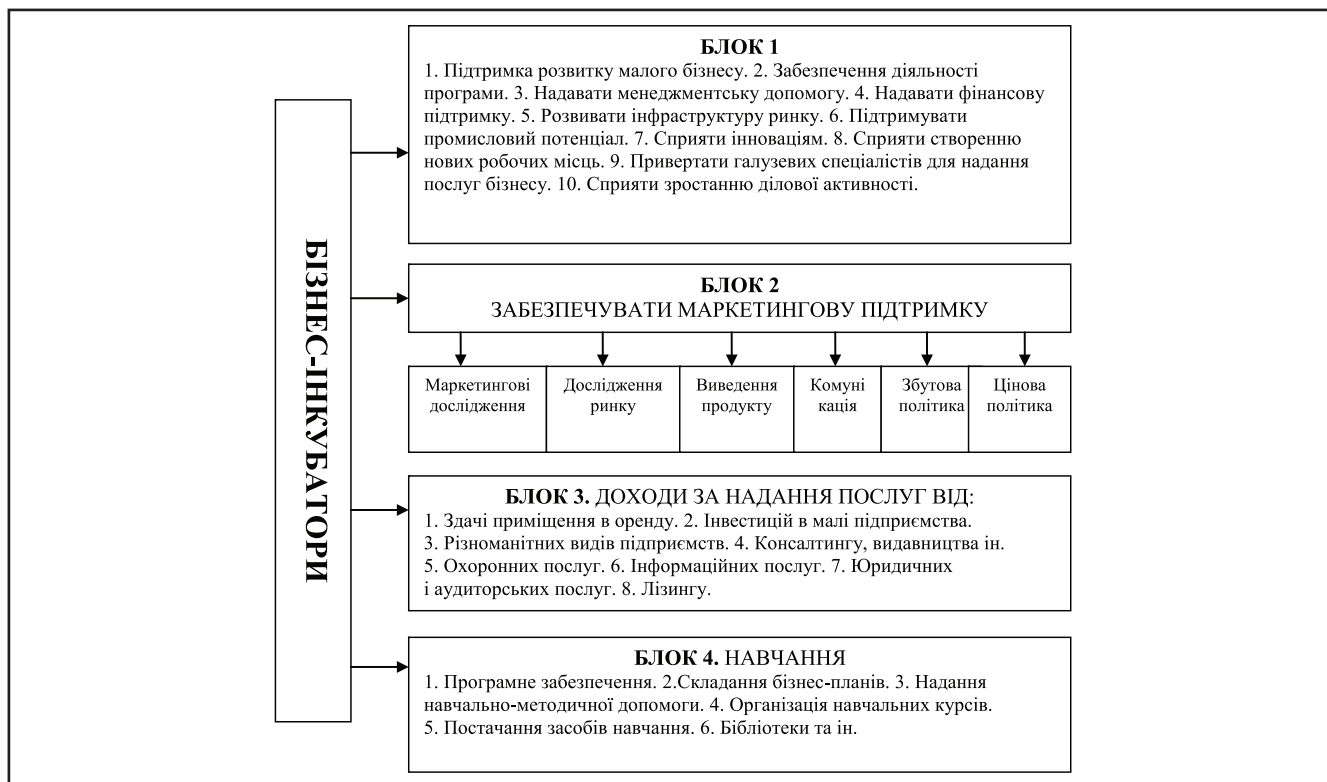 БІЗНЕС-ІНКУБАТОРИ
БЛОК 1
1. Підтримка розвитку малого бізнесу. 2. Забезпечення діяльності
програми. 3. Надавати менеджментську допомогу. 4. Надавати фінансову
підтримку. 5. Розвивати інфраструктуру ринку. 6. Підтримувати
промисловий потенціал. 7. Сприяти інноваціям. 8. Сприяти створенню
нових робочих місць. 9. Привертати галузевих спеціалістів для надання
послуг бізнесу. 10. Сприяти зростанню ділової активності.
БЛОК 2
ЗАБЕЗПЕЧУВАТИ МАРКЕТИНГОВУ ПІДТРИМКУ
Маркетингові
дослідження
Дослідження
ринку
Виведення
продукту
Комуні
кація
Збутова
політика
Цінова
політика
БЛОК 3. ДОХОДИ ЗА НАДАННЯ ПОСЛУГ ВІД:
1. Здачі приміщення в оренду. 2. Інвестицій в малі підприємства.
3. Різноманітних видів підприємств. 4. Консалтингу, видавництва ін.
5. Охоронних послуг. 6. Інформаційних послуг. 7. Юридичних
і аудиторських послуг. 8. Лізингу.
БЛОК 4. НАВЧАННЯ
1. Програмне забезпечення. 2.Складання бізнес-планів. 3. Надання
навчально-методичної допомоги. 4. Організація навчальних курсів.
5. Постачання засобів навчання. 6. Бібліотеки та ін.